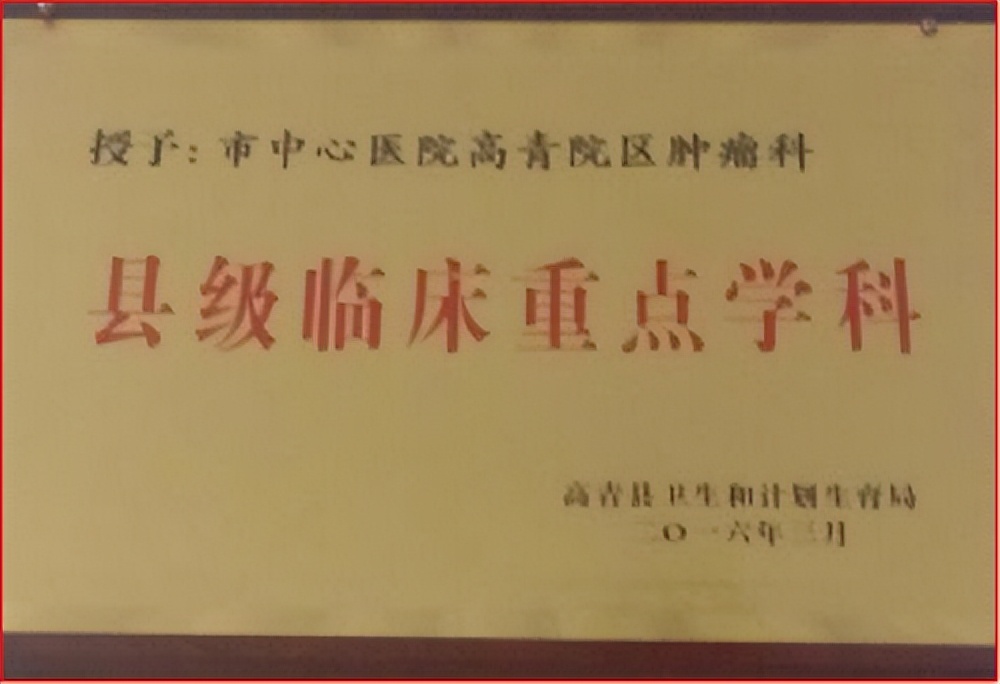 授予：市中心医院高青院区肿瘤科
县级临床重点学科
高青县卫生和计划生育局
二〇一六年三月